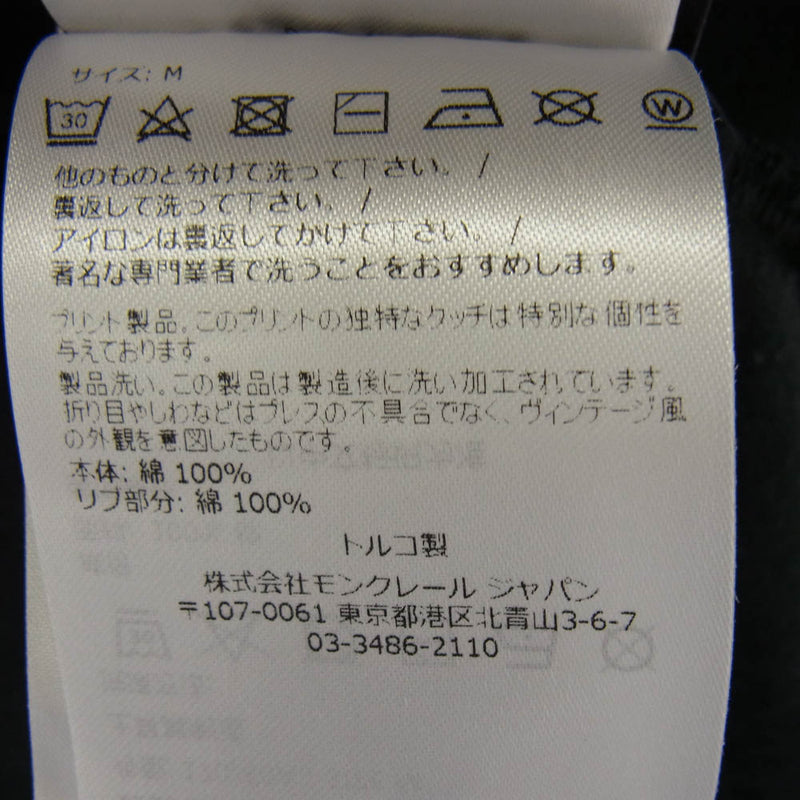 サイズ: M
30
W
他のものと分けて洗って下さい。/
裏返して洗って下さい。/
アイロンは裏返してかけて下さい。/
著名な専門業者で洗うことをおすすめします。
プリント製品。このプリントの独特なタッチは特別な個性を
与えております。
製品洗い。この製品は製造後に洗い加工されています。
折り目やしわなどはプレスの不具合でなく、ヴィンテージ風
の外観を意図したものです。
本体: 綿 100%
リブ部分: 綿 100%
トルコ製
株式会社モンクレール ジャパン
〒107-0061 東京都港区北青山3-6-7
03-3486-2110